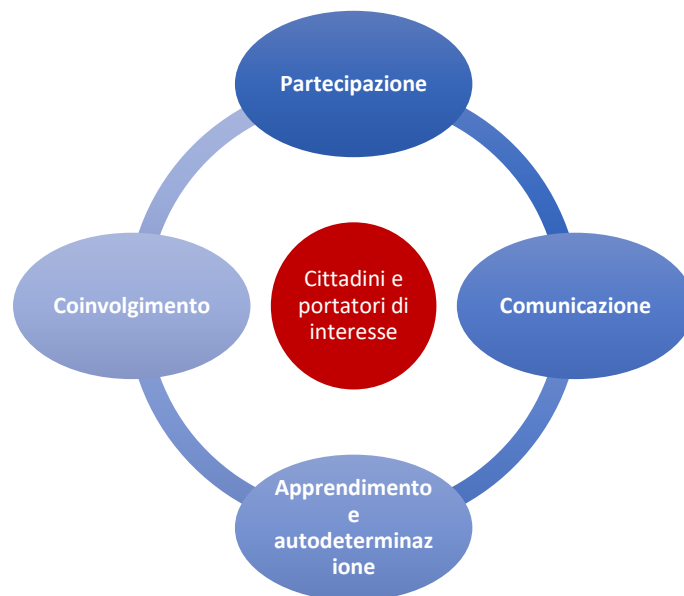 Partecipazione
Coinvolgimento
Cittadini e
portatori di
interesse
Comunicazione
Apprendimento
e
autodeterminaz
ione